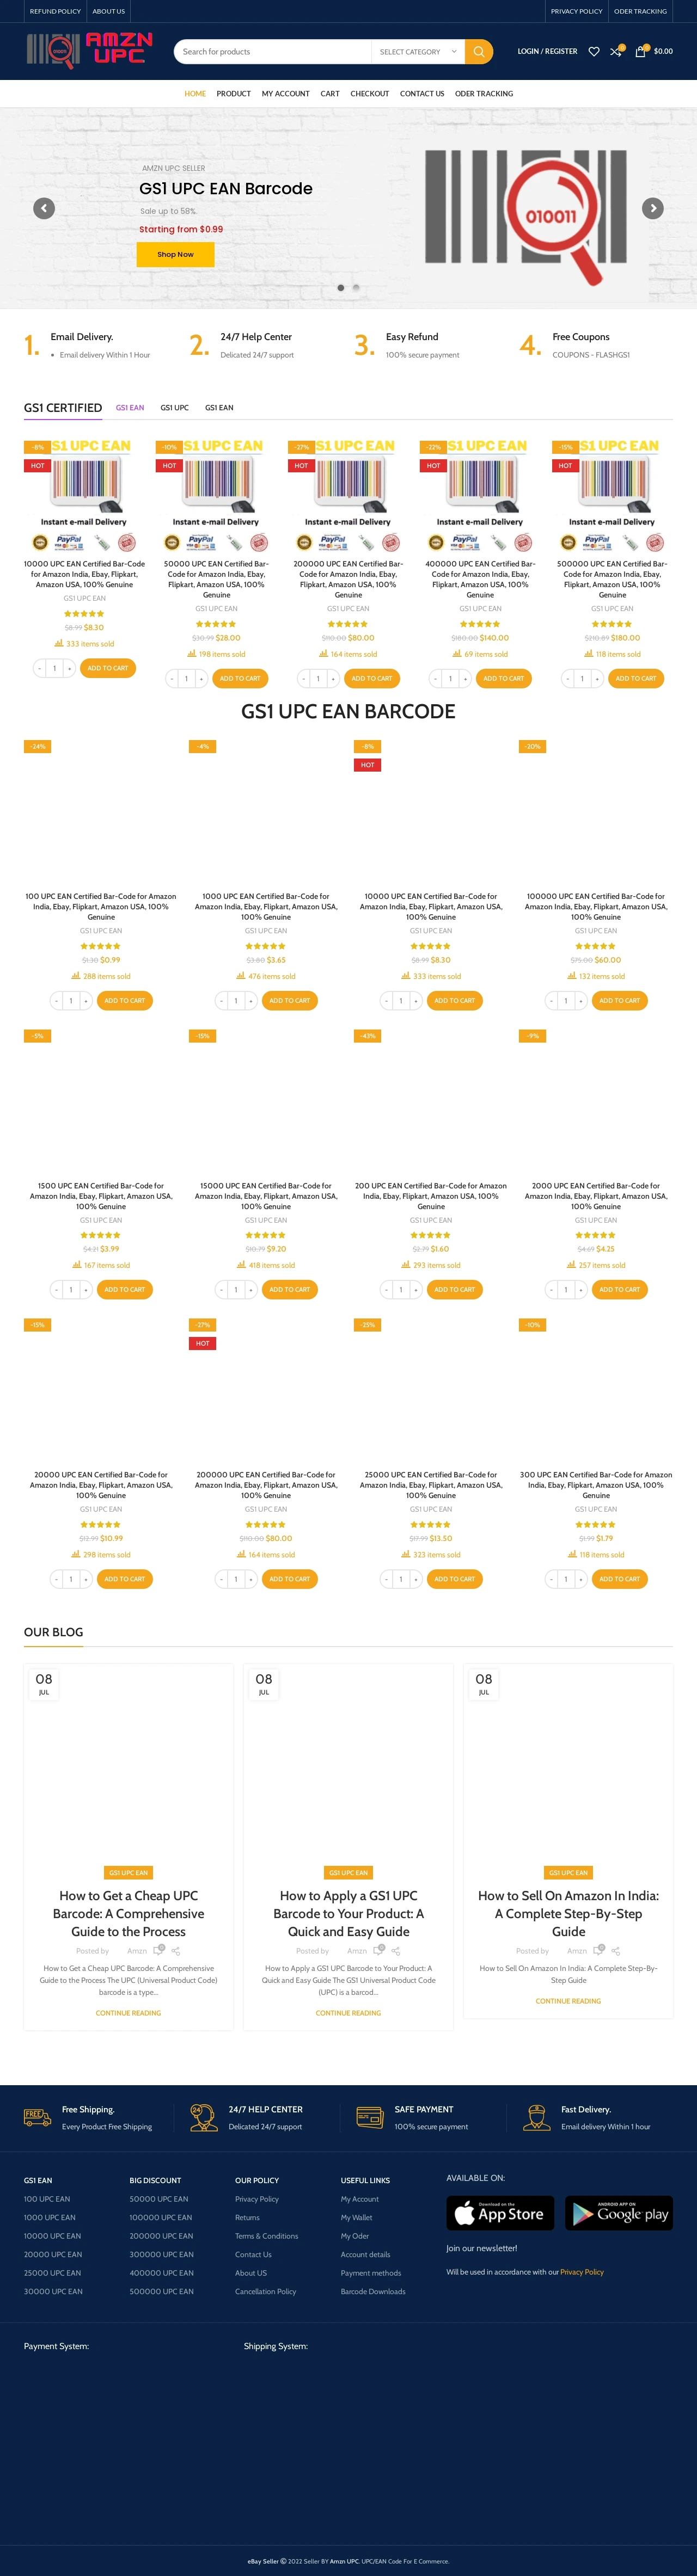 REFUND POLICY ABOUT US PRIVACY POLICY ODER TRACKING
AMZN UPC
Search for products SELECT CATEGORY LOGIN / REGISTER 0 0 $0.00
HOME PRODUCT MY ACCOUNT CART CHECKOUT CONTACT US ODER TRACKING
AMZN UPC SELLER
GS1 UPC EAN Barcode
Sale up to 58%.
Starting from $0.99
Shop Now
010011
1. Email Delivery.
Email delivery Within 1 Hour
2. 24/7 Help Center
Delicated 24/7 support
3. Easy Refund
100% secure payment
4. Free Coupons
COUPONS - FLASHGS1
GS1 CERTIFIED GS1 EAN GS1 UPC GS1 EAN
-8% HOT
S1 UPC EAN
Instant e-mail Delivery
PayPal
10000 UPC EAN Certified Bar-Code for Amazon India, Ebay, Flipkart, Amazon USA, 100% Genuine
GS1 UPC EAN
$8.99 $8.30
333 items sold
- 1 + ADD TO CART
-10% HOT
S1 UPC EAN
Instant e-mail Delivery
PayPal
50000 UPC EAN Certified Bar-Code for Amazon India, Ebay, Flipkart, Amazon USA, 100% Genuine
GS1 UPC EAN
$30.99 $28.00
198 items sold
- 1 + ADD TO CART
-27% HOT
S1 UPC EAN
Instant e-mail Delivery
PayPal
200000 UPC EAN Certified Bar-Code for Amazon India, Ebay, Flipkart, Amazon USA, 100% Genuine
GS1 UPC EAN
$110.00 $80.00
164 items sold
- 1 + ADD TO CART
-22% HOT
S1 UPC EAN
Instant e-mail Delivery
PayPal
400000 UPC EAN Certified Bar-Code for Amazon India, Ebay, Flipkart, Amazon USA, 100% Genuine
GS1 UPC EAN
$180.00 $140.00
69 items sold
- 1 + ADD TO CART
-15% HOT
S1 UPC EAN
Instant e-mail Delivery
PayPal
500000 UPC EAN Certified Bar-Code for Amazon India, Ebay, Flipkart, Amazon USA, 100% Genuine
GS1 UPC EAN
$210.89 $180.00
118 items sold
- 1 + ADD TO CART
GS1 UPC EAN BARCODE
-24%
100 UPC EAN Certified Bar-Code for Amazon India, Ebay, Flipkart, Amazon USA, 100% Genuine
GS1 UPC EAN
$1.30 $0.99
288 items sold
- 1 + ADD TO CART
-4%
1000 UPC EAN Certified Bar-Code for Amazon India, Ebay, Flipkart, Amazon USA, 100% Genuine
GS1 UPC EAN
$3.80 $3.65
476 items sold
- 1 + ADD TO CART
-8% HOT
10000 UPC EAN Certified Bar-Code for Amazon India, Ebay, Flipkart, Amazon USA, 100% Genuine
GS1 UPC EAN
$8.99 $8.30
333 items sold
- 1 + ADD TO CART
-20%
100000 UPC EAN Certified Bar-Code for Amazon India, Ebay, Flipkart, Amazon USA, 100% Genuine
GS1 UPC EAN
$75.00 $60.00
132 items sold
- 1 + ADD TO CART
-5%
1500 UPC EAN Certified Bar-Code for Amazon India, Ebay, Flipkart, Amazon USA, 100% Genuine
GS1 UPC EAN
$4.21 $3.99
167 items sold
- 1 + ADD TO CART
-15%
15000 UPC EAN Certified Bar-Code for Amazon India, Ebay, Flipkart, Amazon USA, 100% Genuine
GS1 UPC EAN
$10.79 $9.20
418 items sold
- 1 + ADD TO CART
-43%
200 UPC EAN Certified Bar-Code for Amazon India, Ebay, Flipkart, Amazon USA, 100% Genuine
GS1 UPC EAN
$2.79 $1.60
293 items sold
- 1 + ADD TO CART
-9%
2000 UPC EAN Certified Bar-Code for Amazon India, Ebay, Flipkart, Amazon USA, 100% Genuine
GS1 UPC EAN
$4.69 $4.25
257 items sold
- 1 + ADD TO CART
-15%
20000 UPC EAN Certified Bar-Code for Amazon India, Ebay, Flipkart, Amazon USA, 100% Genuine
GS1 UPC EAN
$12.99 $10.99
298 items sold
- 1 + ADD TO CART
-27% HOT
200000 UPC EAN Certified Bar-Code for Amazon India, Ebay, Flipkart, Amazon USA, 100% Genuine
GS1 UPC EAN
$110.00 $80.00
164 items sold
- 1 + ADD TO CART
-25%
25000 UPC EAN Certified Bar-Code for Amazon India, Ebay, Flipkart, Amazon USA, 100% Genuine
GS1 UPC EAN
$17.99 $13.50
323 items sold
- 1 + ADD TO CART
-10%
300 UPC EAN Certified Bar-Code for Amazon India, Ebay, Flipkart, Amazon USA, 100% Genuine
GS1 UPC EAN
$1.99 $1.79
118 items sold
- 1 + ADD TO CART
OUR BLOG
08 JUL
GS1 UPC EAN
How to Get a Cheap UPC Barcode: A Comprehensive Guide to the Process
Posted by Amzn 0
How to Get a Cheap UPC Barcode: A Comprehensive Guide to the Process The UPC (Universal Product Code) barcode is a type...
CONTINUE READING
08 JUL
GS1 UPC EAN
How to Apply a GS1 UPC Barcode to Your Product: A Quick and Easy Guide
Posted by Amzn 0
How to Apply a GS1 UPC Barcode to Your Product: A Quick and Easy Guide The GS1 Universal Product Code (UPC) is a barcod...
CONTINUE READING
08 JUL
GS1 UPC EAN
How to Sell On Amazon In India: A Complete Step-By-Step Guide
Posted by Amzn 0
How to Sell On Amazon In India: A Complete Step-By-Step Guide
CONTINUE READING
Free Shipping.
Every Product Free Shipping
24/7 HELP CENTER
Delicated 24/7 support
SAFE PAYMENT
100% secure payment
Fast Delivery.
Email delivery Within 1 hour
GS1 EAN
100 UPC EAN
1000 UPC EAN
10000 UPC EAN
20000 UPC EAN
25000 UPC EAN
30000 UPC EAN
BIG DISCOUNT
50000 UPC EAN
100000 UPC EAN
200000 UPC EAN
300000 UPC EAN
400000 UPC EAN
500000 UPC EAN
OUR POLICY
Privacy Policy
Returns
Terms & Conditions
Contact Us
About US
Cancellation Policy
USEFUL LINKS
My Account
My Wallet
My Oder
Account details
Payment methods
Barcode Downloads
AVAILABLE ON:
Download on the App Store
ANDROID APP ON Google play
Join our newsletter!
Will be used in accordance with our Privacy Policy
Payment System: Shipping System:
eBay Seller © 2022 Seller BY Amzn UPC. UPC/EAN Code For E Commerce.